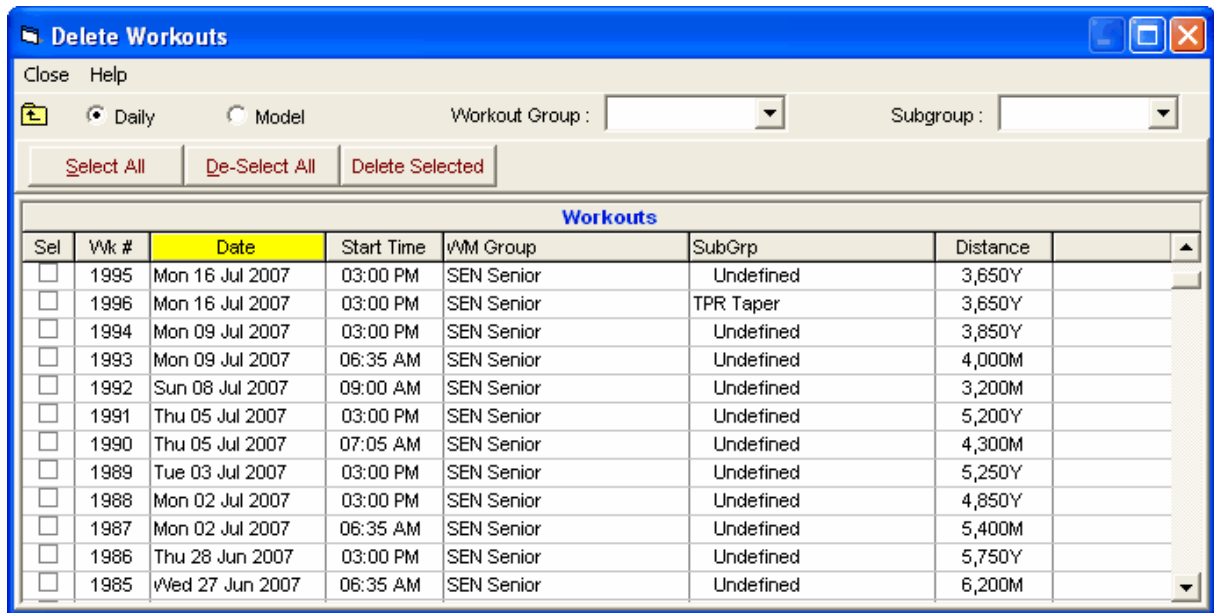 Delete Workouts
Close Help
Daily Model Workout Group : Subgroup :
Select All De-Select All Delete Selected
Workouts
Sel Wk # Date Start Time WM Group SubGrp Distance
1995 Mon 16 Jul 2007 03:00 PM SEN Senior Undefined 3,650Y
1996 Mon 16 Jul 2007 03:00 PM SEN Senior TPR Taper 3,650Y
1994 Mon 09 Jul 2007 03:00 PM SEN Senior Undefined 3,850Y
1993 Mon 09 Jul 2007 06:35 AM SEN Senior Undefined 4,000M
1992 Sun 08 Jul 2007 09:00 AM SEN Senior Undefined 3,200M
1991 Thu 05 Jul 2007 03:00 PM SEN Senior Undefined 5,200Y
1990 Thu 05 Jul 2007 07:05 AM SEN Senior Undefined 4,300M
1989 Tue 03 Jul 2007 03:00 PM SEN Senior Undefined 5,250Y
1988 Mon 02 Jul 2007 03:00 PM SEN Senior Undefined 4,850Y
1987 Mon 02 Jul 2007 06:35 AM SEN Senior Undefined 5,400M
1986 Thu 28 Jun 2007 03:00 PM SEN Senior Undefined 5,750Y
1985 Wed 27 Jun 2007 06:35 AM SEN Senior Undefined 6,200M